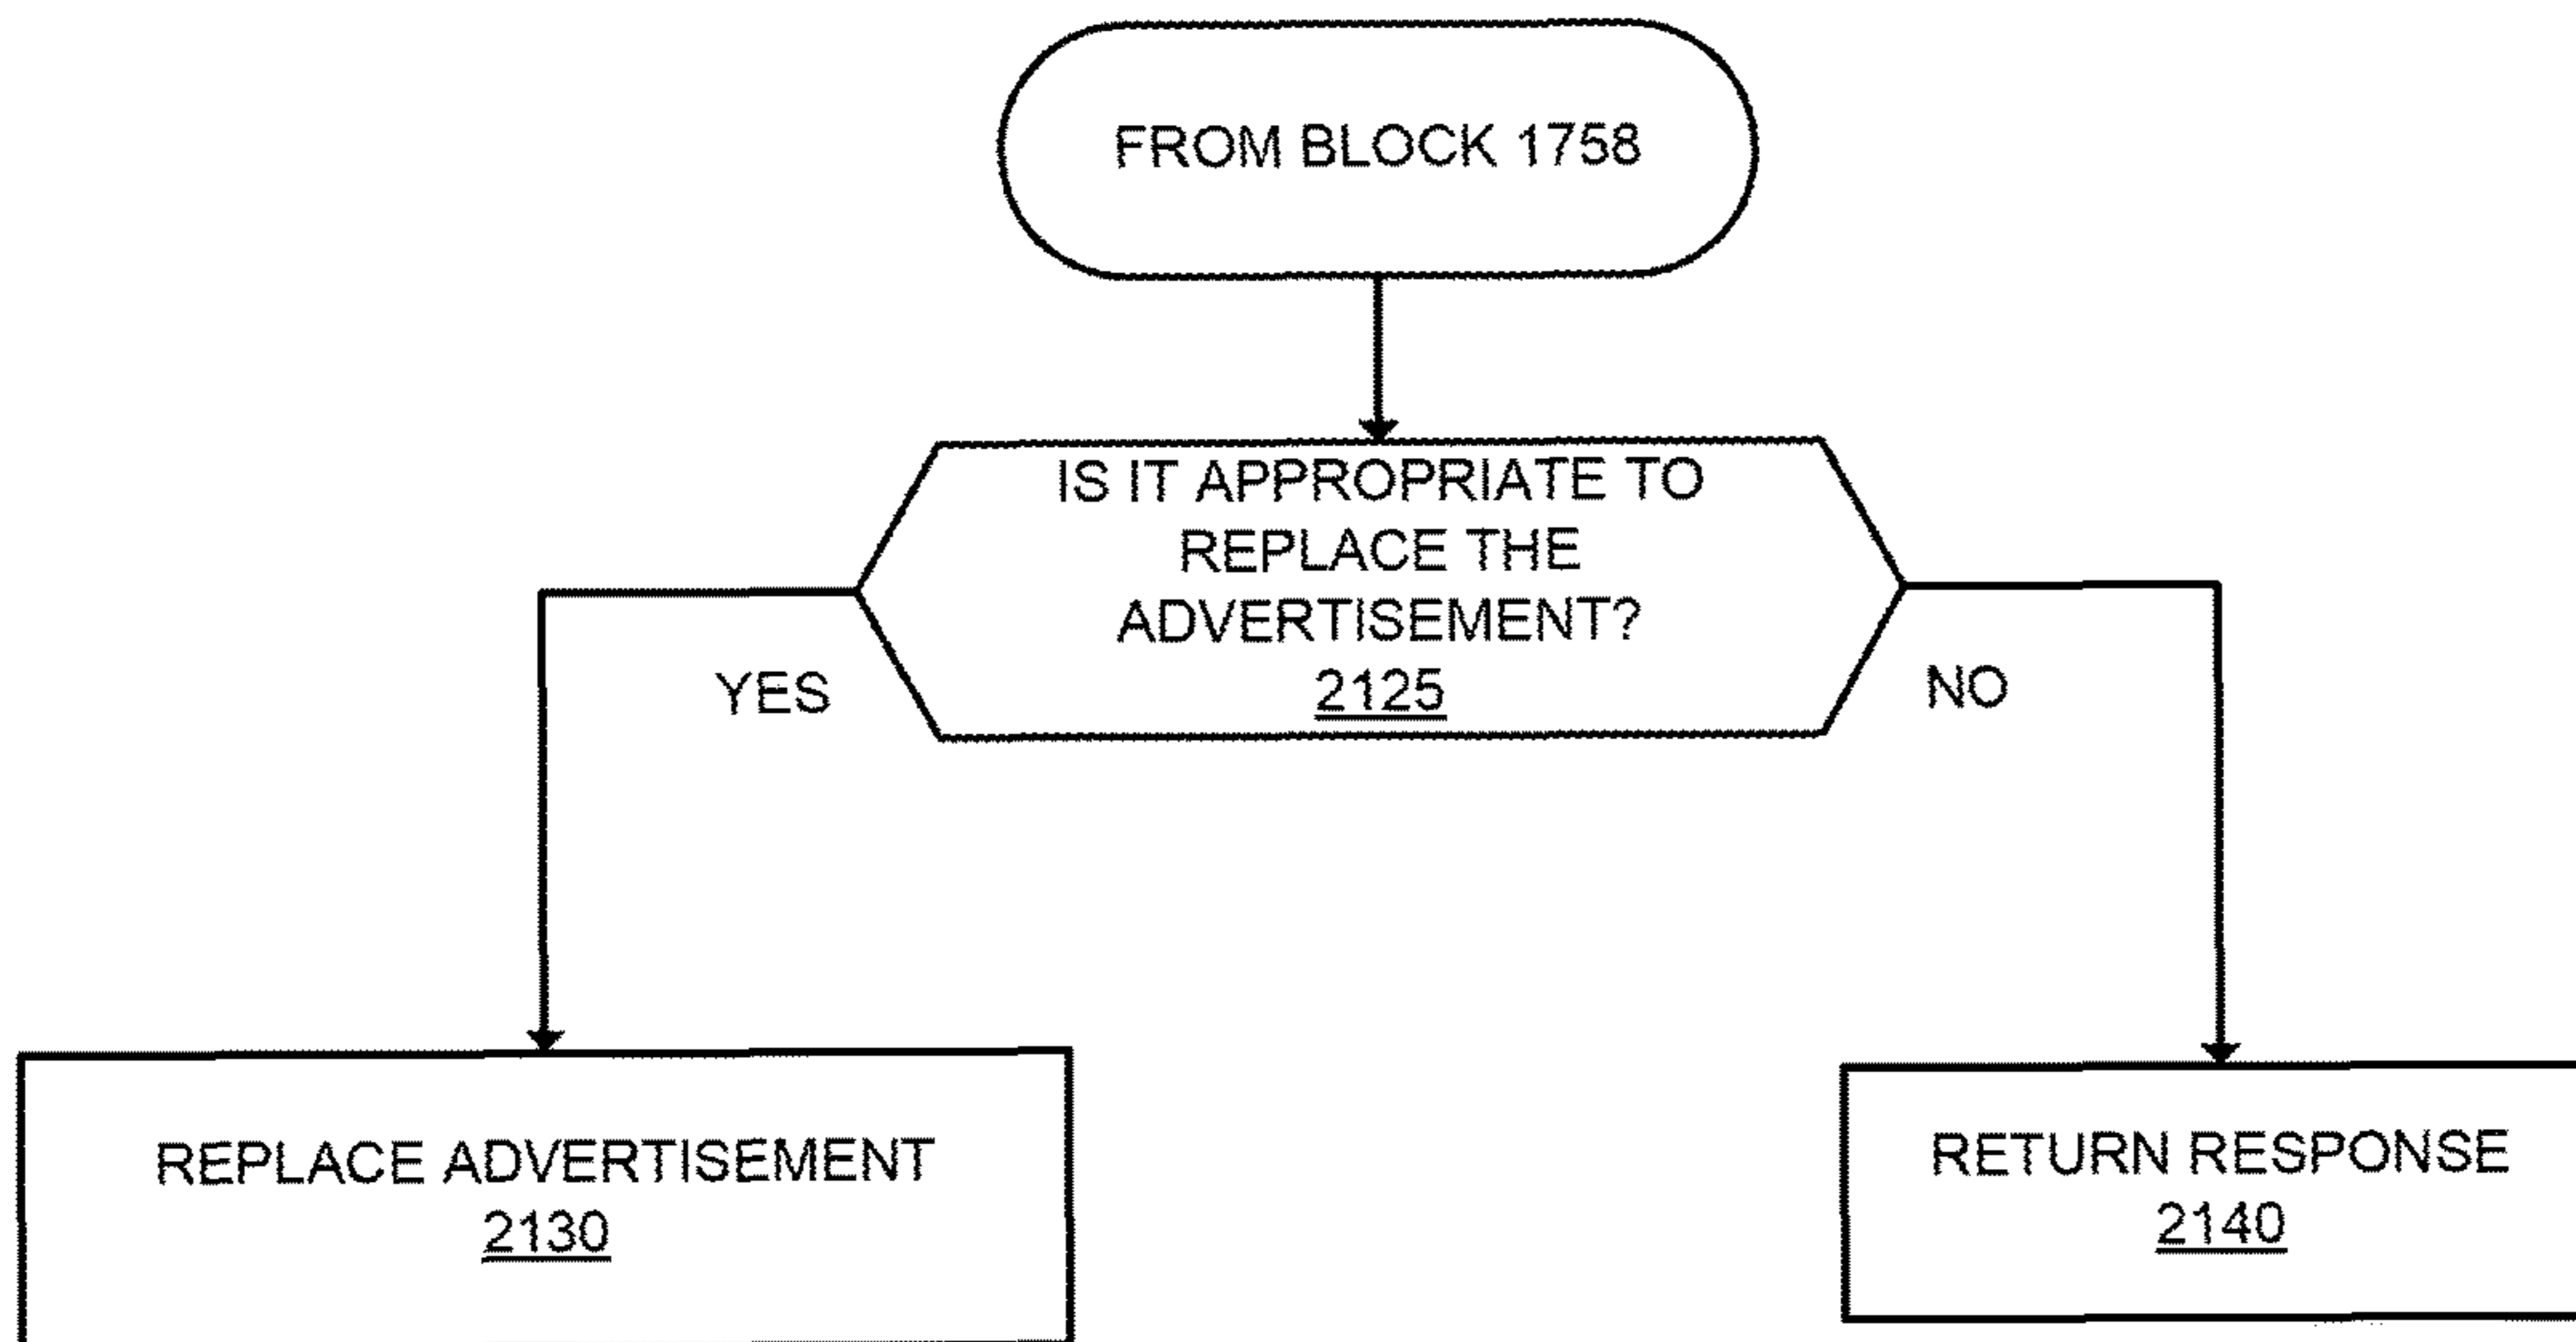 FROM BLOCK 1758
IS IT APPROPRIATE TO
REPLACE THE
ADVERTISEMENT?
2125
YES
NO
REPLACE ADVERTISEMENT
2130
RETURN RESPONSE
2140